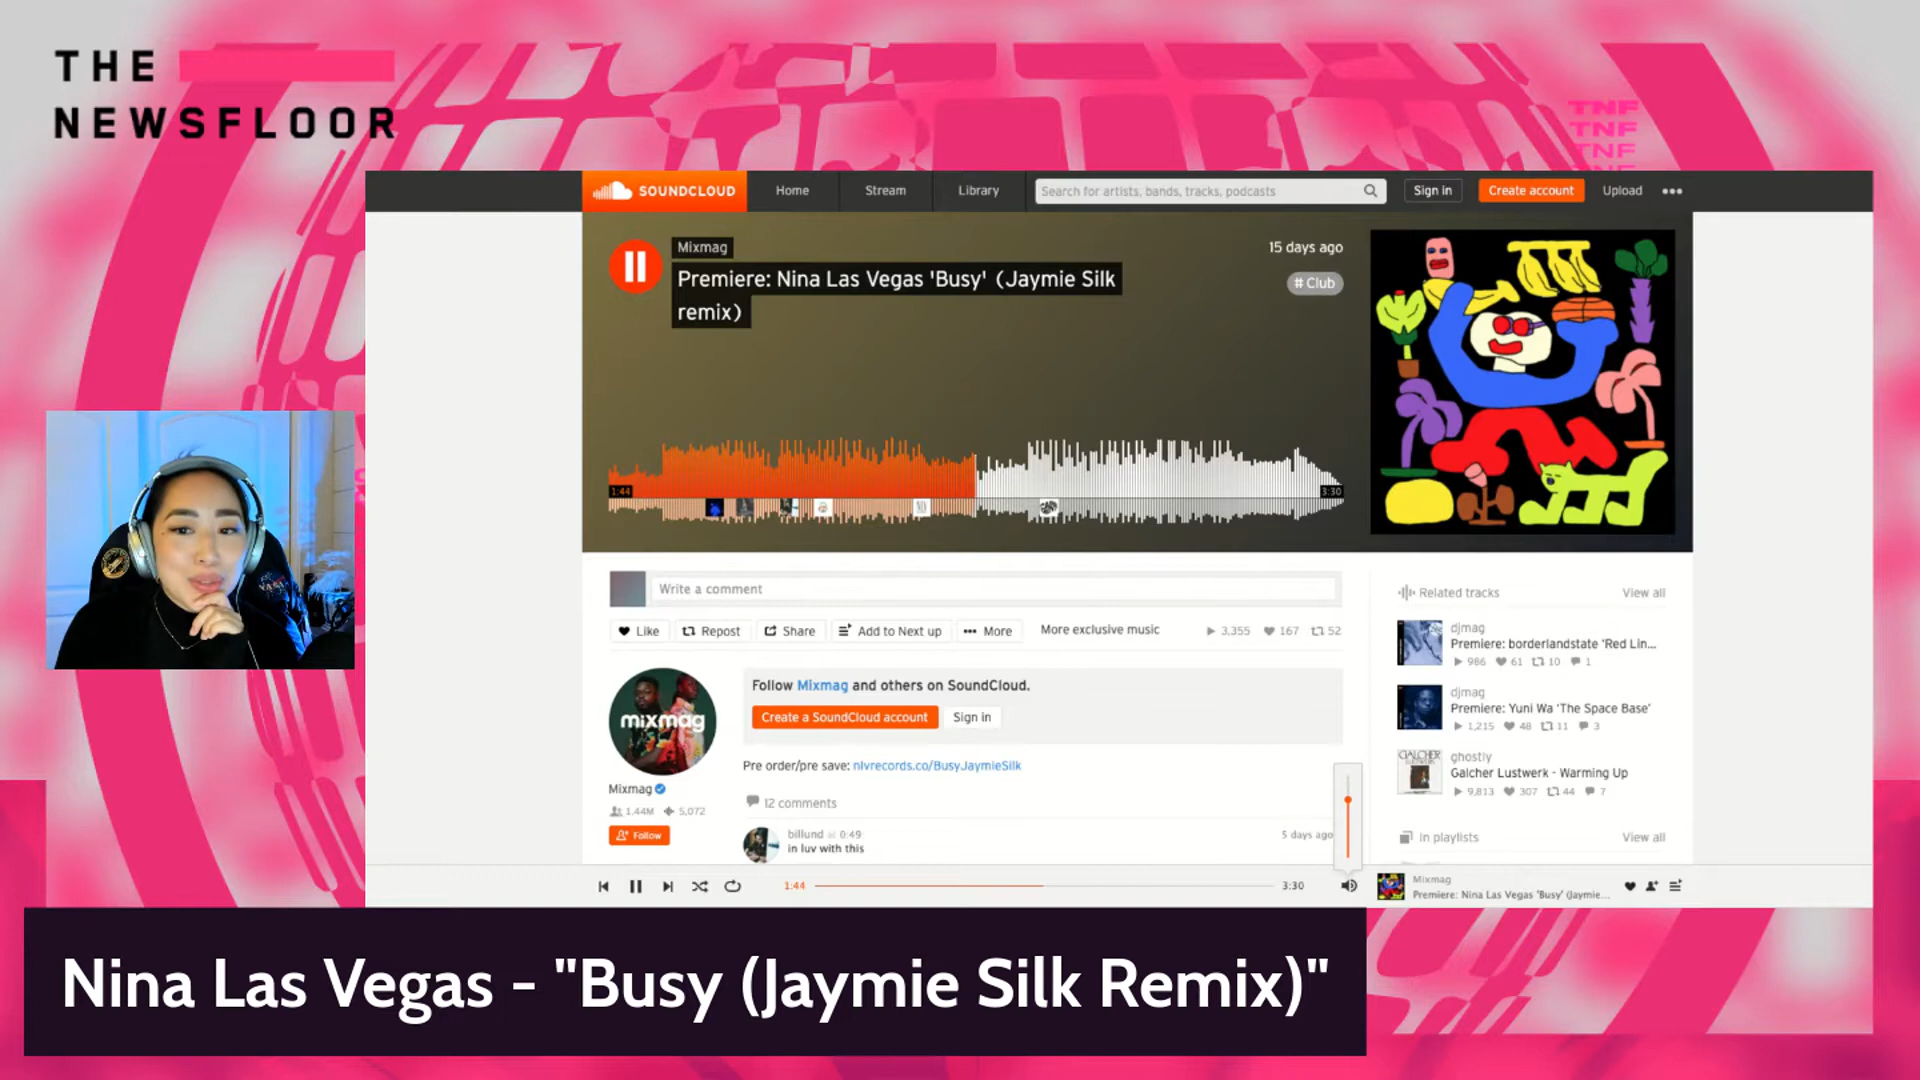 THE
NEWSFLOOR
TNF
TNF
TNF
SOUNDCLOUD
Home
Stream
Library
Search for artists, bands, tracks, podcasts
Sign in
Create account
Upload
Mixmag
Premiere: Nina Las Vegas 'Busy' (Jaymie Silk
remix)
15 days ago
# Club
1:44
3:30
NASA
Write a comment
Like
Repost
Share
Add to Next up
More
More exclusive music
3,355
167
52
mixmag
Mixmag
1.44M
5,072
Follow
Follow Mixmag and others on SoundCloud.
Create a SoundCloud account
Sign in
Pre order/pre save: nlvrecords.co/BusyJaymieSilk
12 comments
billund at 0:49
in luv with this
5 days ago
Related tracks
View all
djmag
Premiere: borderlandstate 'Red Lin...
986 61 10 1
djmag
Premiere: Yuni Wa 'The Space Base'
1,215 48 11 3
GALCHER
LUSTWERK
ghostly
Galcher Lustwerk - Warming Up
9,813 307 44 7
In playlists
View all
1:44
3:30
Mixmag
Premiere: Nina Las Vegas 'Busy' (Jaymie...
Nina Las Vegas - "Busy (Jaymie Silk Remix)"